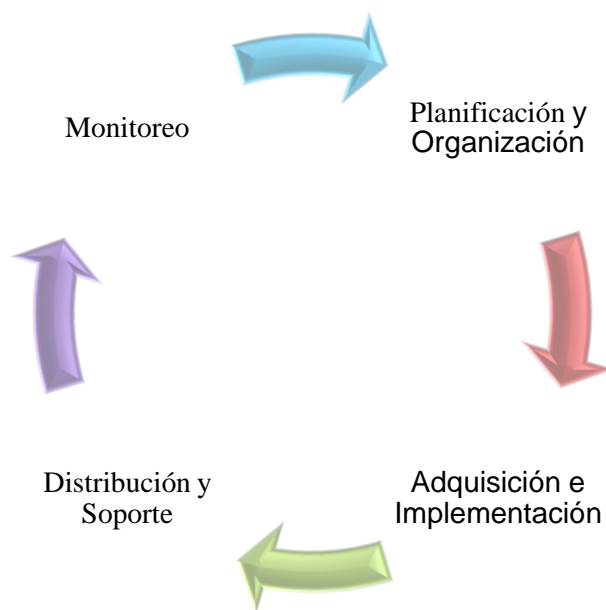 Monitoreo
Planificación y
Organización
Distribución y
Soporte
Adquisición e
Implementación